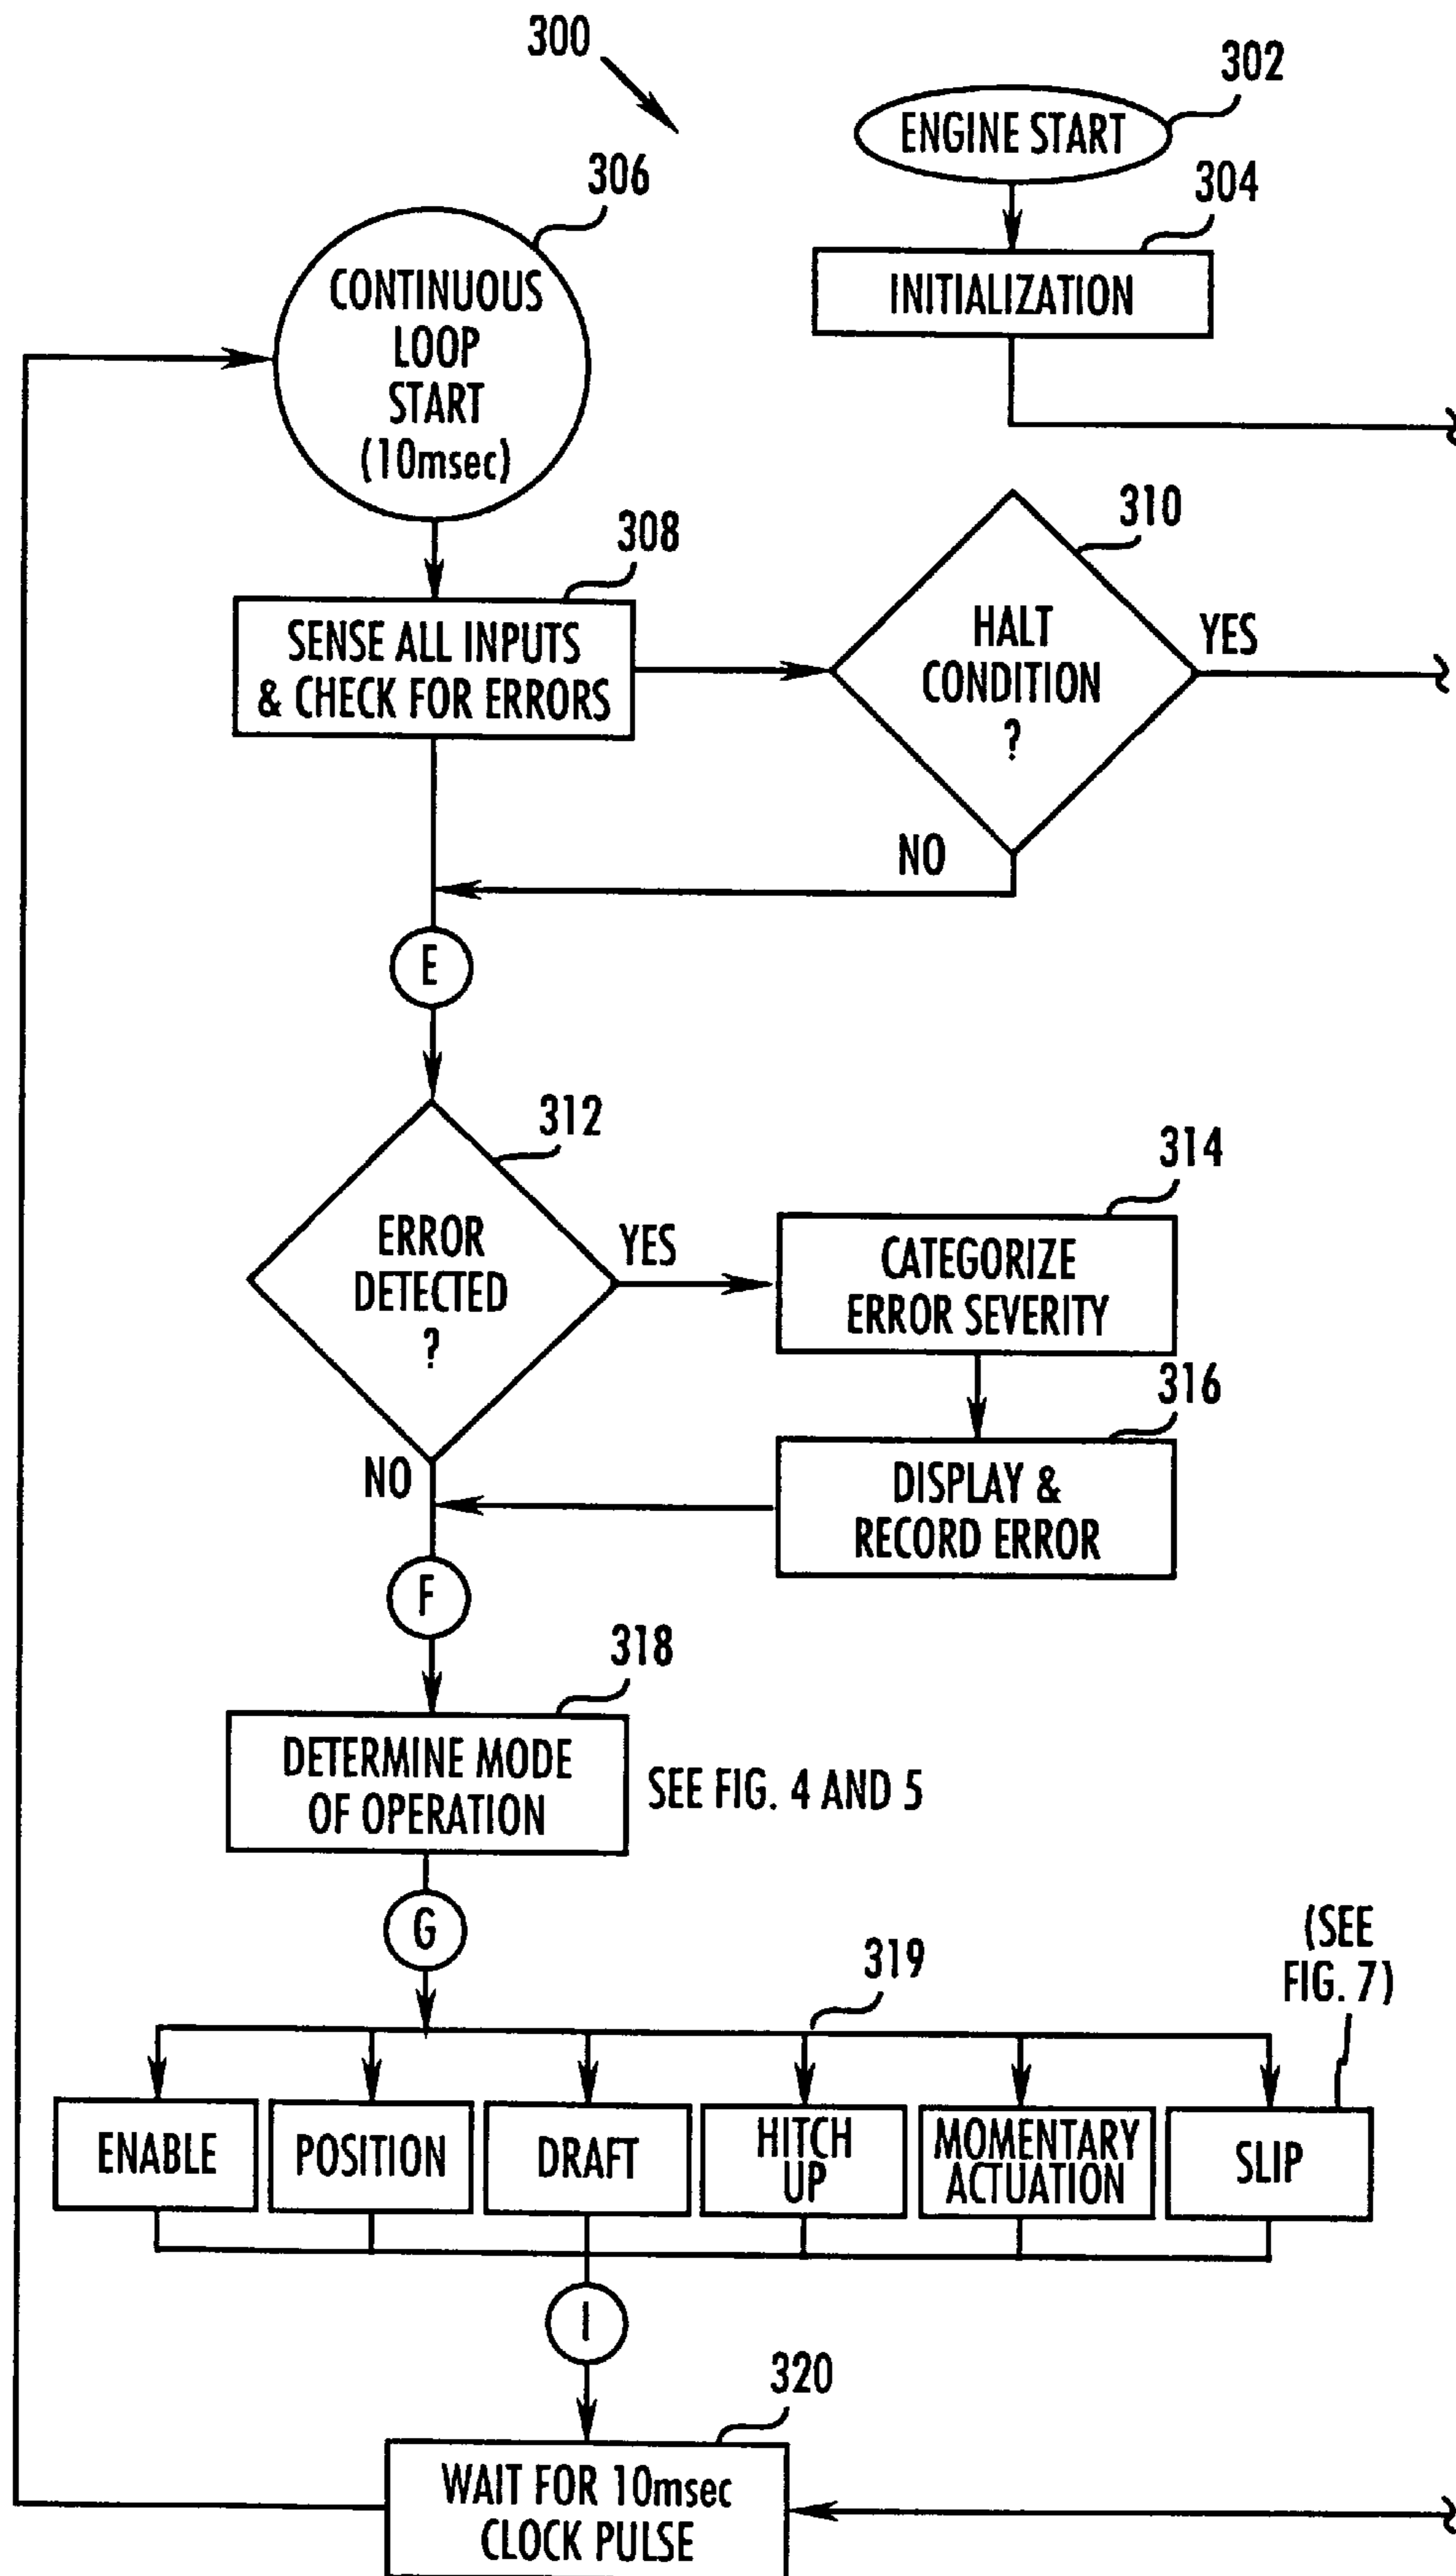 300
302
ENGINE START
304
INITIALIZATION
306
CONTINUOUS
LOOP
START
(10msec)
308
SENSE ALL INPUTS
& CHECK FOR ERRORS
310
HALT
CONDITION
?
YES
NO
E
312
ERROR
DETECTED
?
YES
314
CATEGORIZE
ERROR SEVERITY
316
DISPLAY &
RECORD ERROR
NO
F
318
DETERMINE MODE
OF OPERATION
SEE FIG. 4 AND 5
G
319
(SEE
FIG. 7)
ENABLE
POSITION
DRAFT
HITCH
UP
MOMENTARY
ACTUATION
SLIP
I
320
WAIT FOR 10msec
CLOCK PULSE